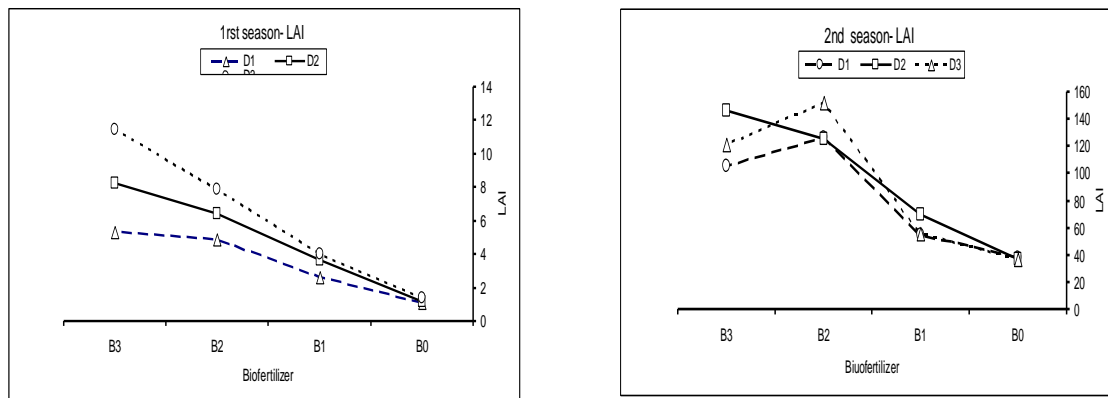 1rst season- LAI
D1 D2
D3
14
12
10
8
6
4
2
0
LAI
B3 B2 B1 B0
Biofertilizer
2nd season- LAI
D1 D2 D3
160
140
120
100
80
60
40
20
0
LAI
B3 B2 B1 B0
Biuofertilizer